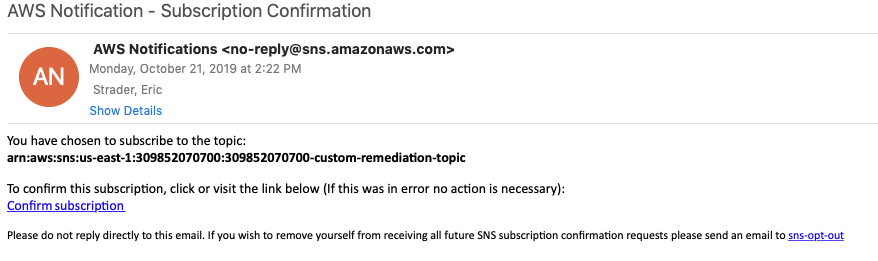 AWS Notification - Subscription Confirmation
AWS Notifications <no-reply@sns.amazonaws.com>
AN
Monday, October 21, 2019 at 2:22 PM
Strader, Eric
Show Details
You have chosen to subscribe to the topic:
arn:aws:sns:us-east-1:309852070700:309852070700-custom-remediation-topic
To confirm this subscription, click or visit the link below (If this was in error no action is necessary):
Confirm subscription
Please do not reply directly to this email. If you wish to remove yourself from receiving all future SNS subscription confirmation requests please send an email to sns-opt-out